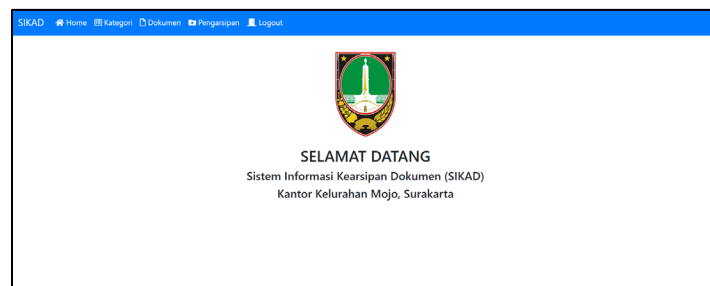 SIKAD Home Kategori Dokumen Pengarsipan Logout
SELAMAT DATANG
Sistem Informasi Kearsipan Dokumen (SIKAD)
Kantor Kelurahan Mojo, Surakarta